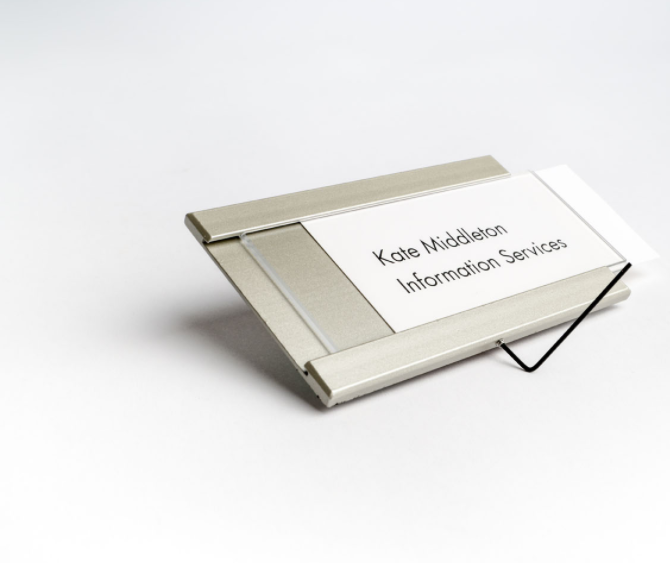 Kate Middleton
Information Services